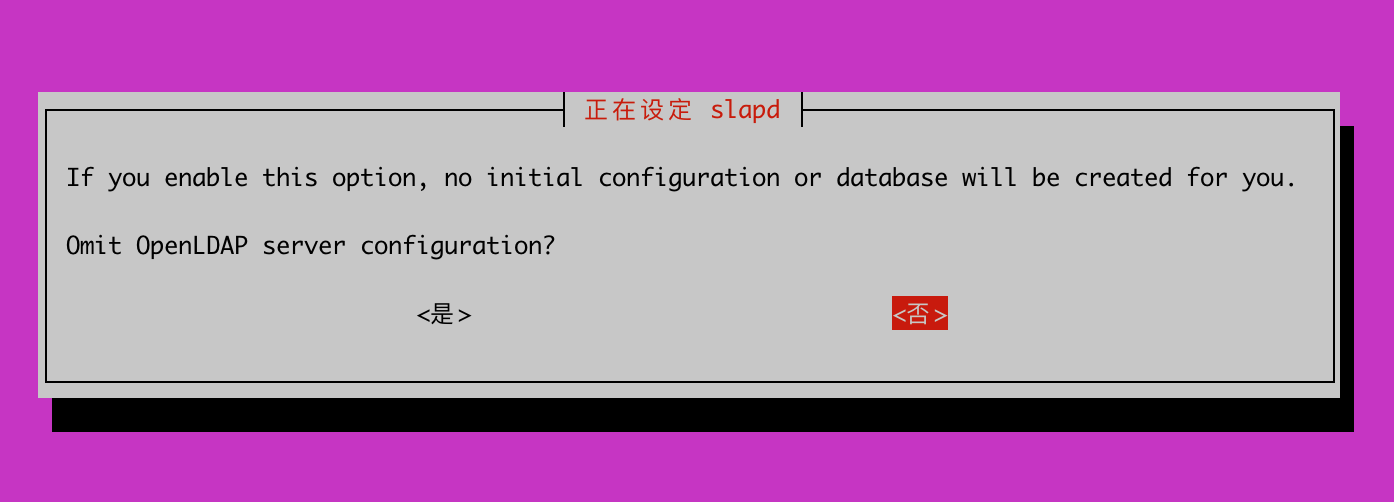 正在设定 slapd
If you enable this option, no initial configuration or database will be created for you.
Omit OpenLDAP server configuration?
<是> <否>